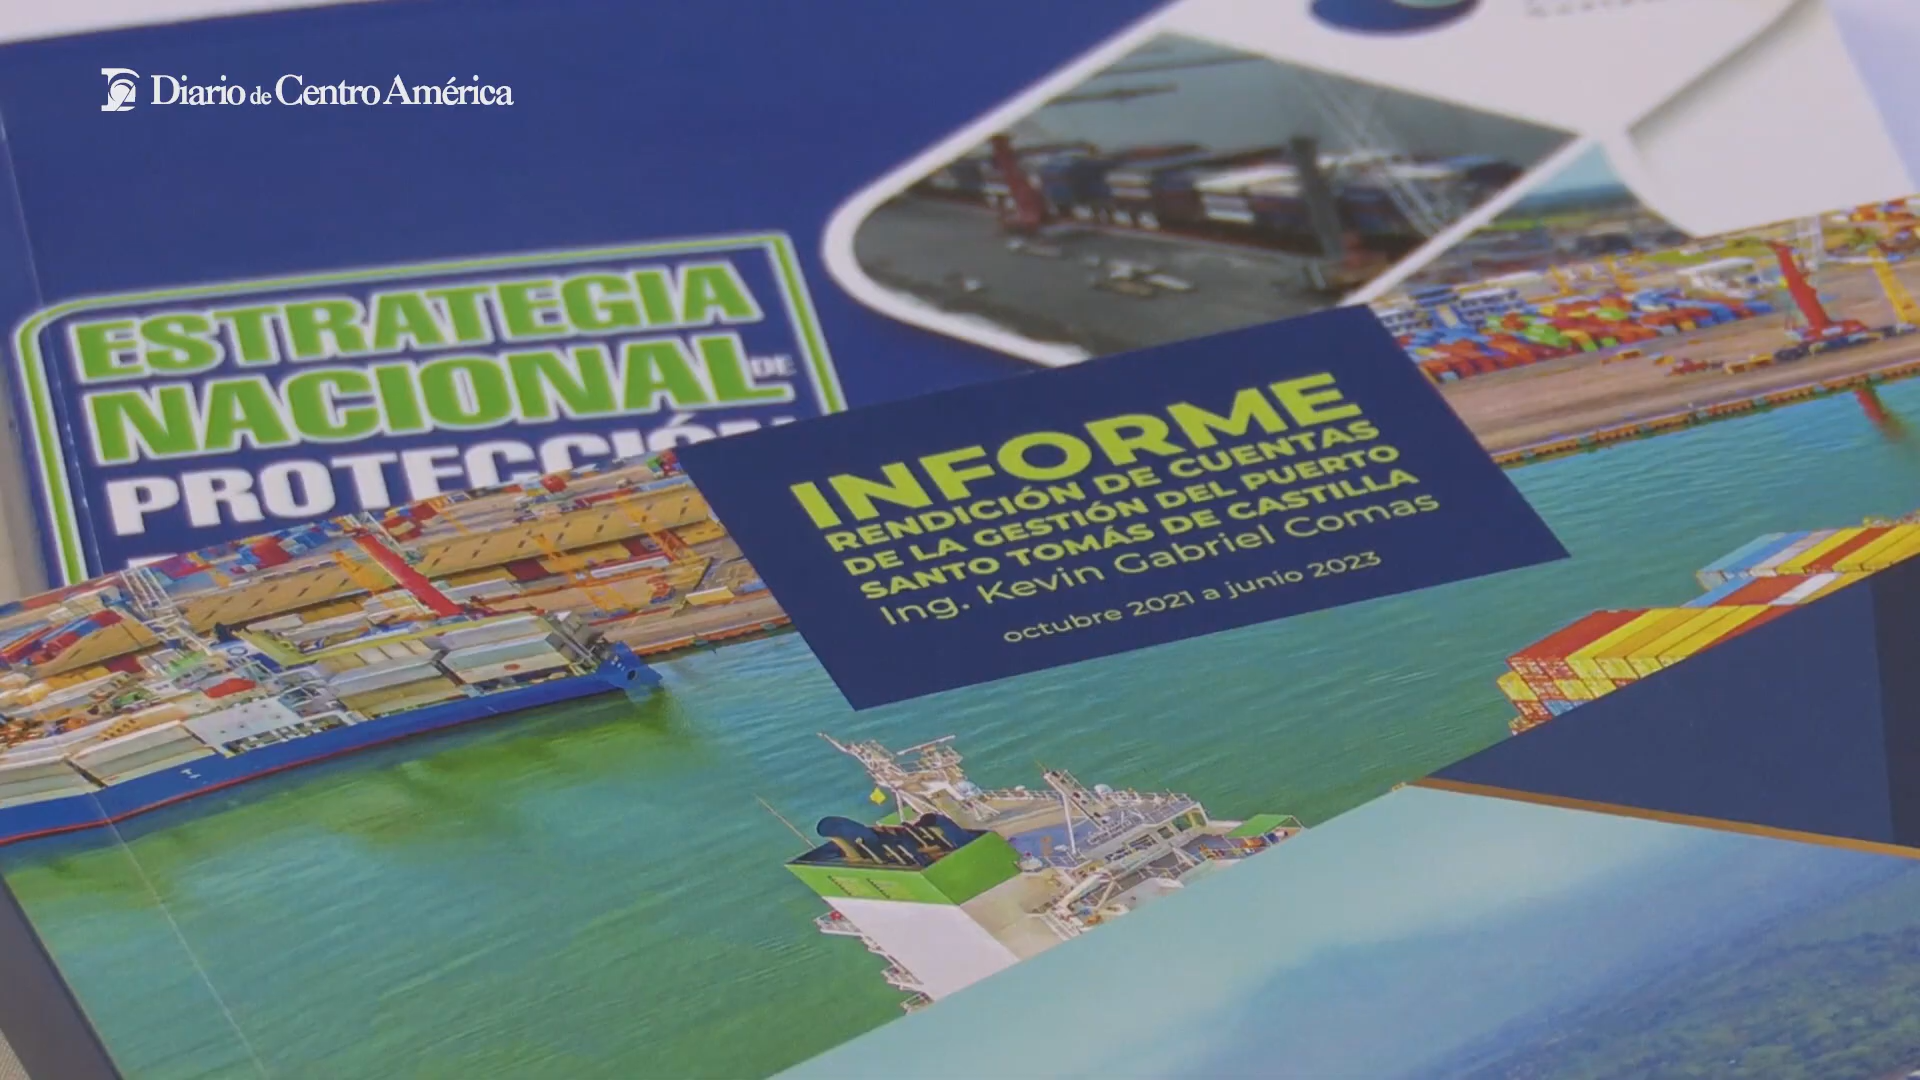 Diario de Centro América
ESTRATEGIA
NACIONAL DE
PROTECCIÓN
INFORME
RENDICIÓN DE CUENTAS
DE LA GESTIÓN DEL PUERTO
SANTO TOMÁS DE CASTILLA
Ing. Kevin Gabriel Comas
octubre 2021 a junio 2023